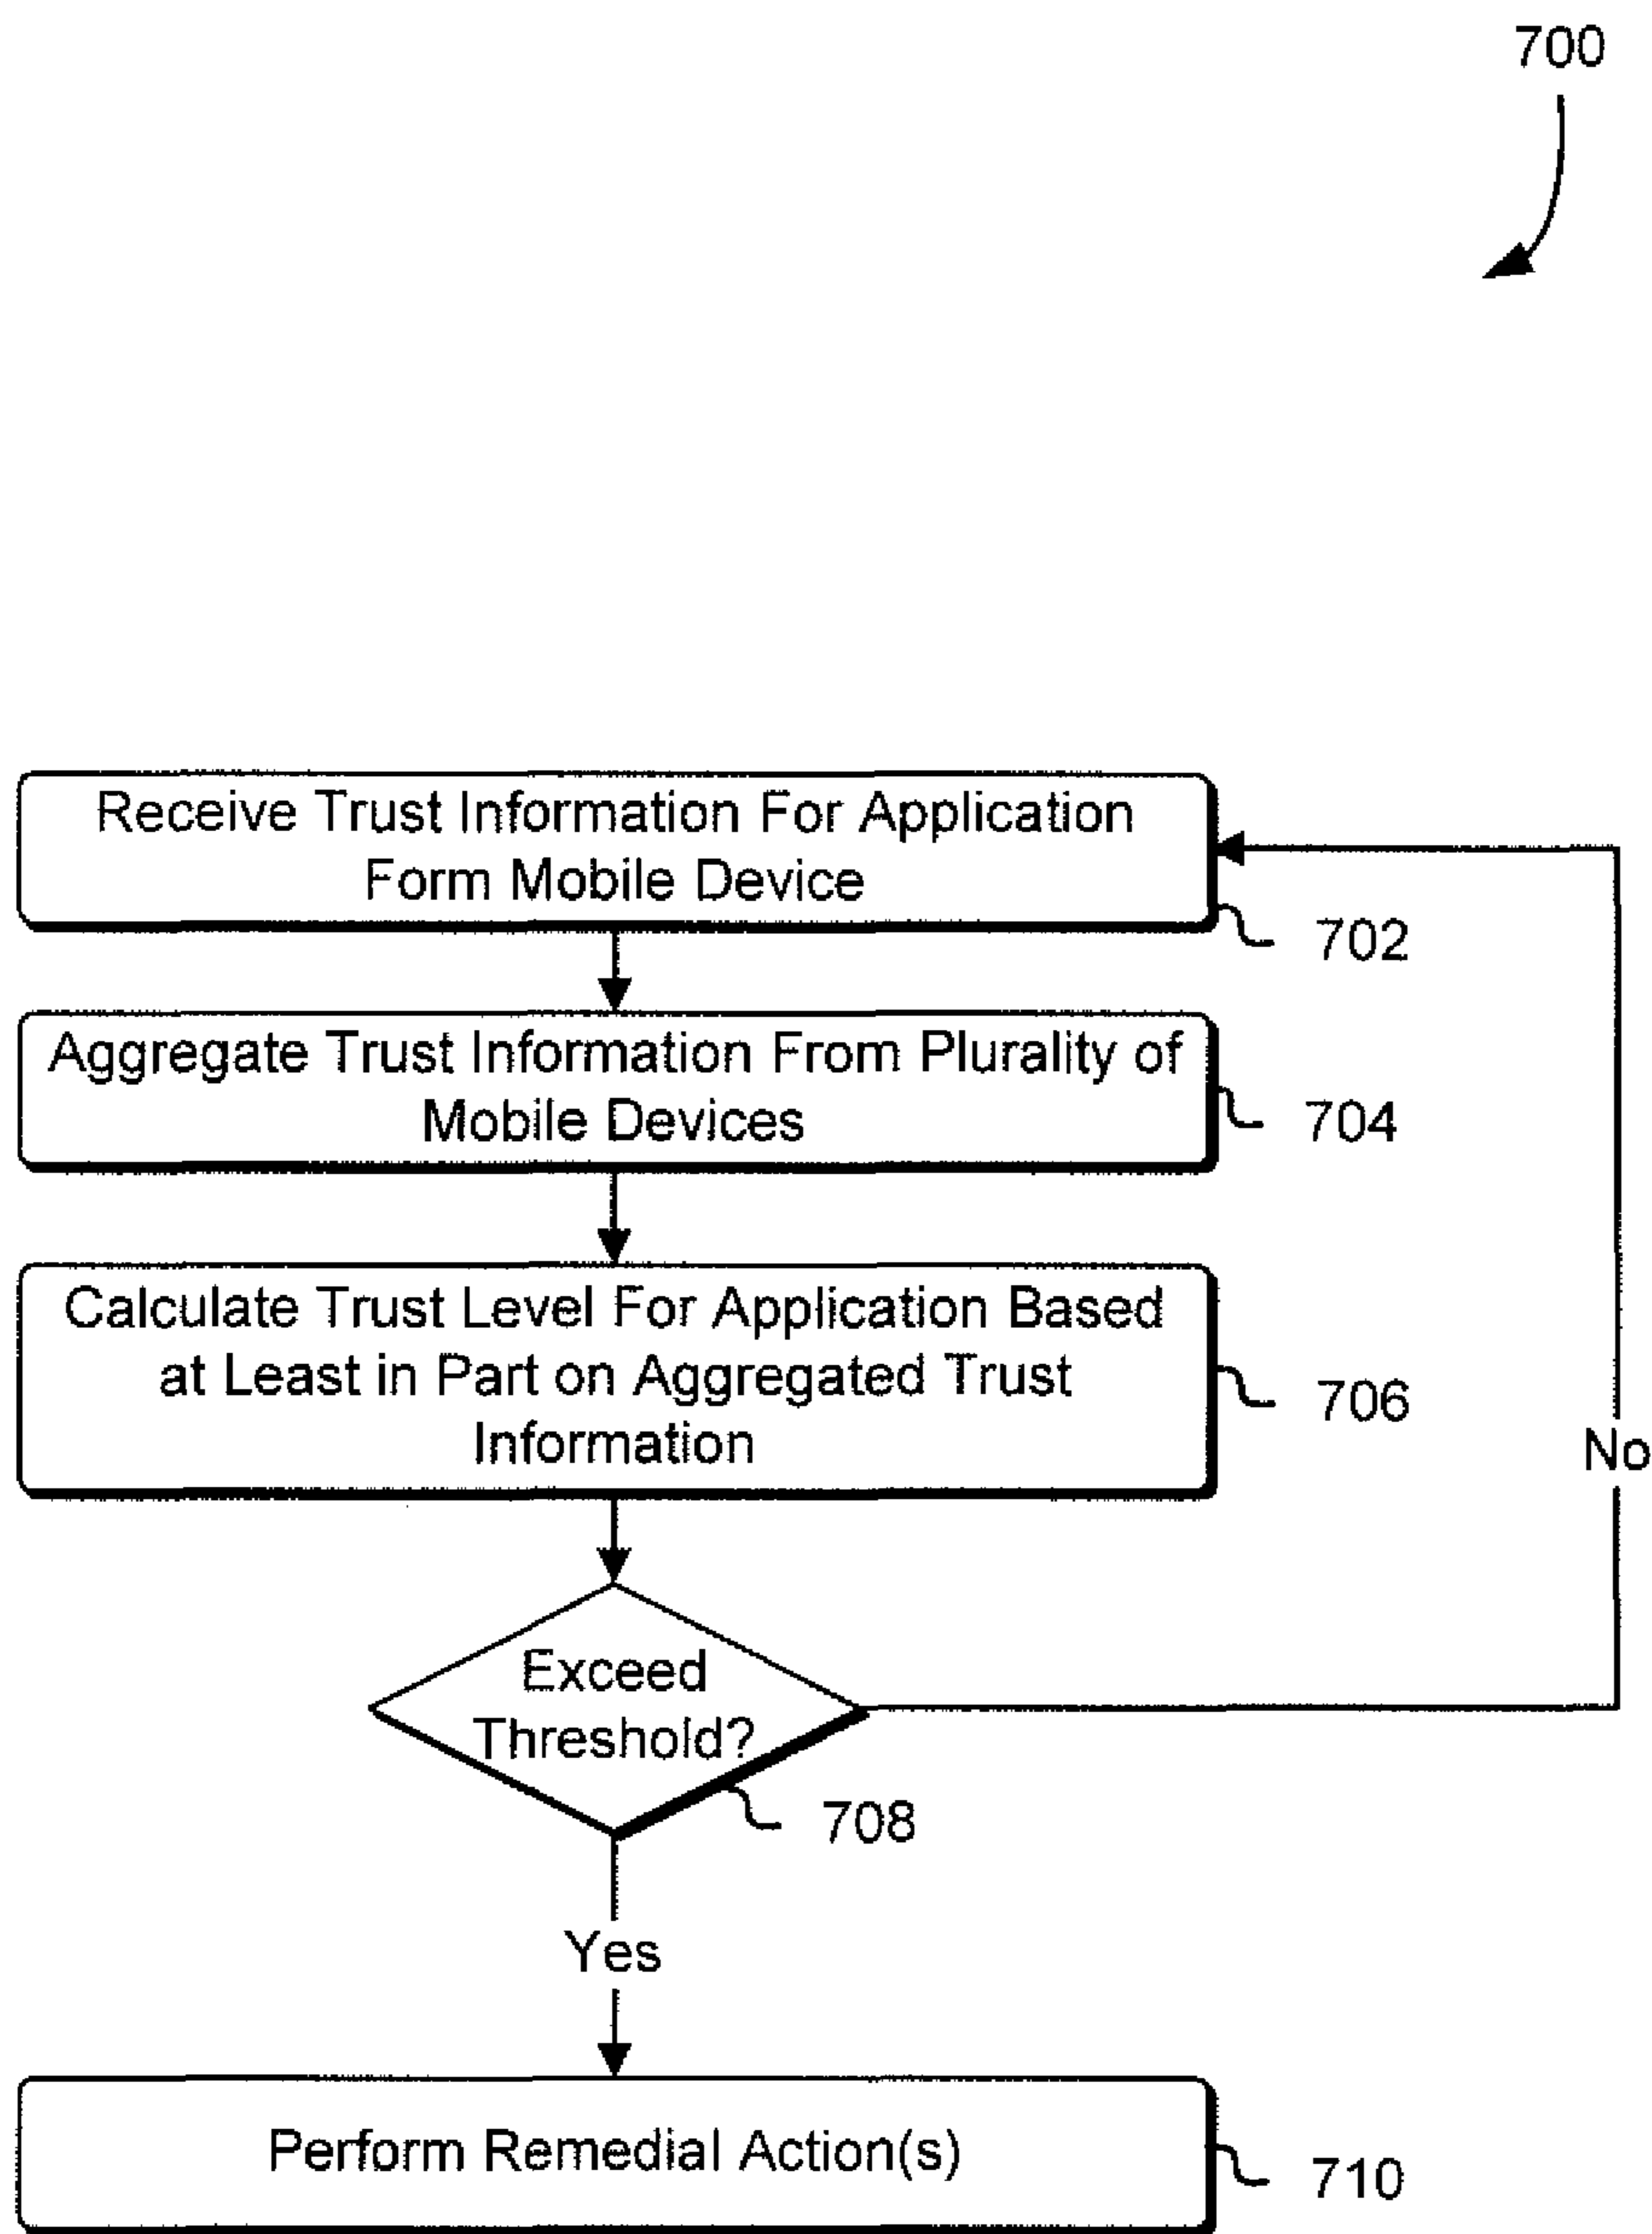 700
Receive Trust Information For Application
Form Mobile Device
702
Aggregate Trust Information From Plurality of
Mobile Devices
704
Calculate Trust Level For Application Based
at Least in Part on Aggregated Trust
Information
706
No
Exceed
Threshold?
708
Yes
Perform Remedial Action(s)
710